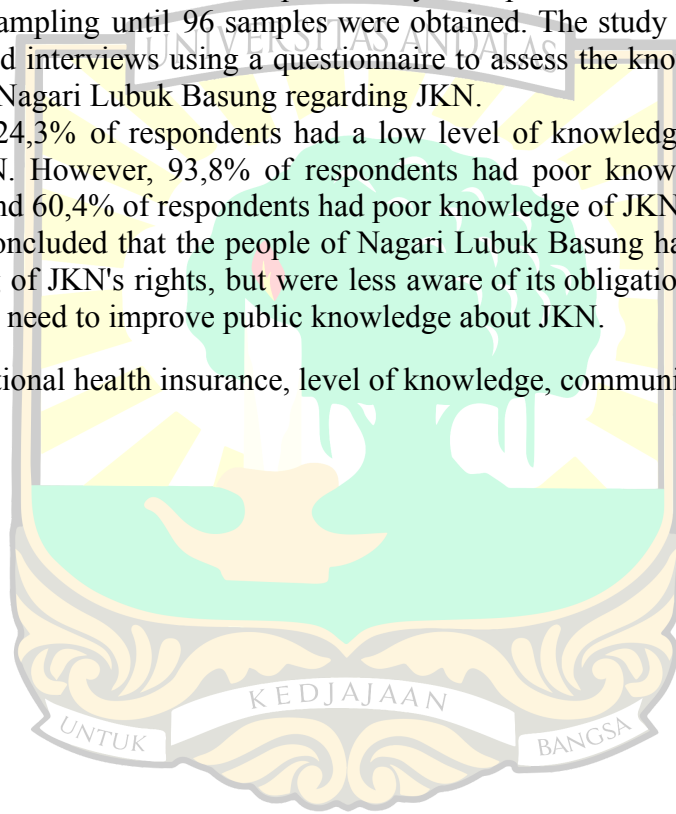 ampling until 96 samples were obtained. The study
UNIVERSITAS ANDALAS
d interviews using a questionnaire to assess the kno
Nagari Lubuk Basung regarding JKN.
24,3% of respondents had a low level of knowledg
N. However, 93,8% of respondents had poor know
nd 60,4% of respondents had poor knowledge of JKN
oncluded that the people of Nagari Lubuk Basung ha
of JKN's rights, but were less aware of its obligatio
need to improve public knowledge about JKN.
tional health insurance, level of knowledge, communi
UNTUK KEDJAJAAN BANGSA